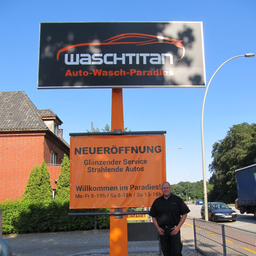 WASCHTITAN
Auto-Wasch-Paradies
NEUERÖFFNUNG
Glänzender Service
Strahlende Autos
Willkommen im Paradies!